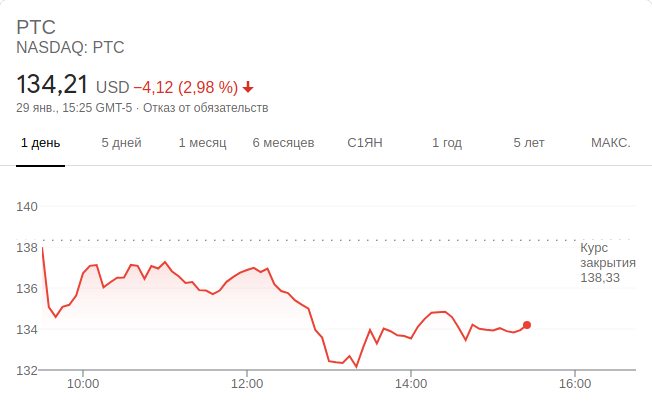 PTC
NASDAQ: PTC
134,21 USD −4,12 (2,98 %)
29 янв., 15:25 GMT-5 · Отказ от обязательств
1 день 5 дней 1 месяц 6 месяцев С1ЯН 1 год 5 лет МАКС.
140
138
136
134
132
Курс
закрытия
138,33
10:00 12:00 14:00 16:00